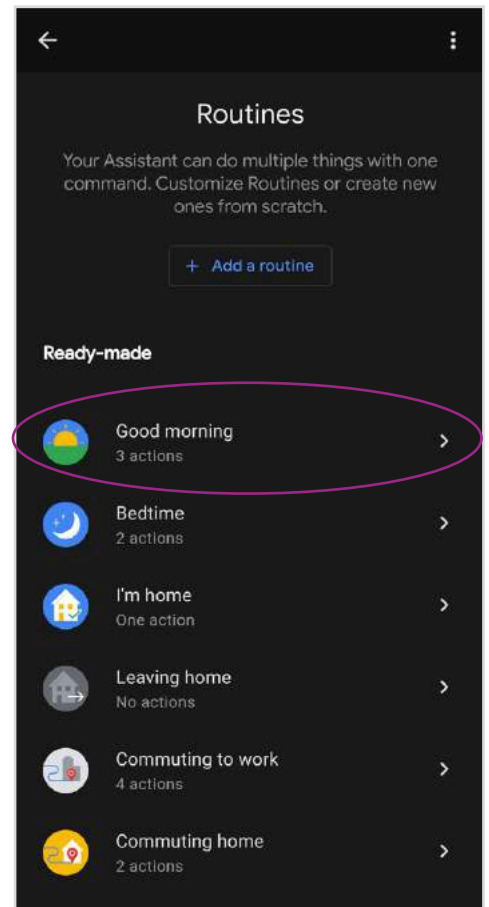 Routines
Your Assistant can do multiple things with one
command. Customize Routines or create new
ones from scratch.
+ Add a routine
Ready-made
Good morning
3 actions
Bedtime
2 actions
I'm home
One action
Leaving home
No actions
Commuting to work
4 actions
Commuting home
2 actions